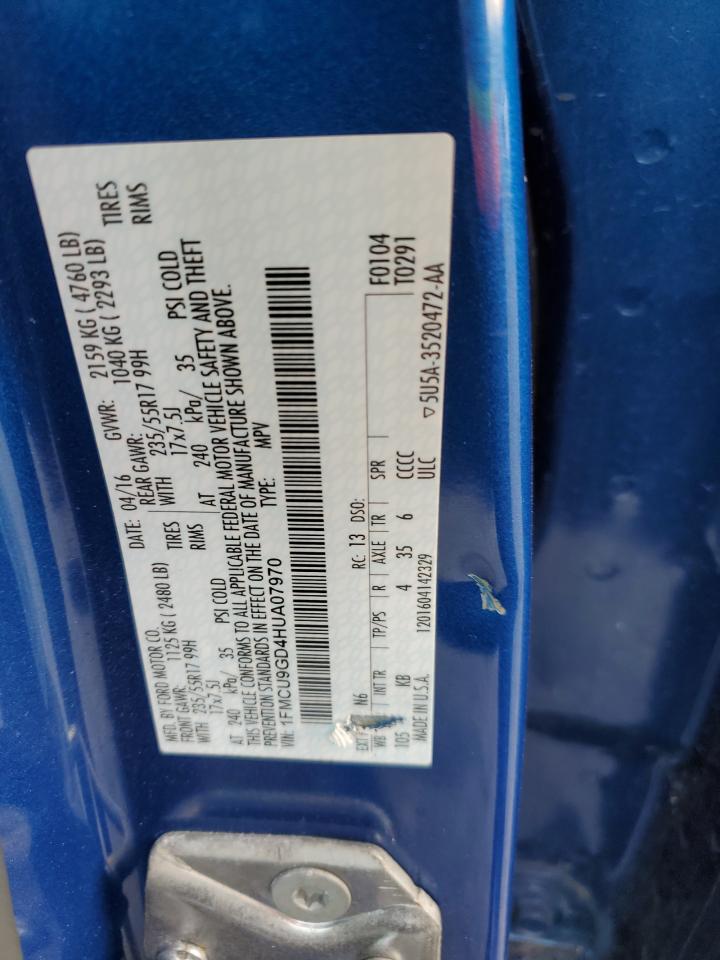 MFD. BY FORD MOTOR CO. DATE: 04/16 GVWR: 2159 KG ( 4760 LB)
FRONT GAWR: 1125 KG ( 2480 LB) REAR GAWR: 1040 KG ( 2293 LB)
WITH 235/55R17 99H TIRES WITH 235/55R17 99H TIRES
17x7.5J RIMS 17x7.5J RIMS
AT 240 kPa/ 35 PSI COLD AT 240 kPa/ 35 PSI COLD
THIS VEHICLE CONFORMS TO ALL APPLICABLE FEDERAL MOTOR VEHICLE SAFETY AND THEFT
PREVENTION STANDARDS IN EFFECT ON THE DATE OF MANUFACTURE SHOWN ABOVE.
VIN: 1FMCU9GD4HUA07970 TYPE: MPV
F0104
T0291
EXT N6 RC: 13 DSO:
WB INT TR TP/PS R AXLE TR SPR
105 KB 4 35 6 CCCC
ULC
MADE IN U.S.A. 1201604142329 ▽5U5A-3520472-AA